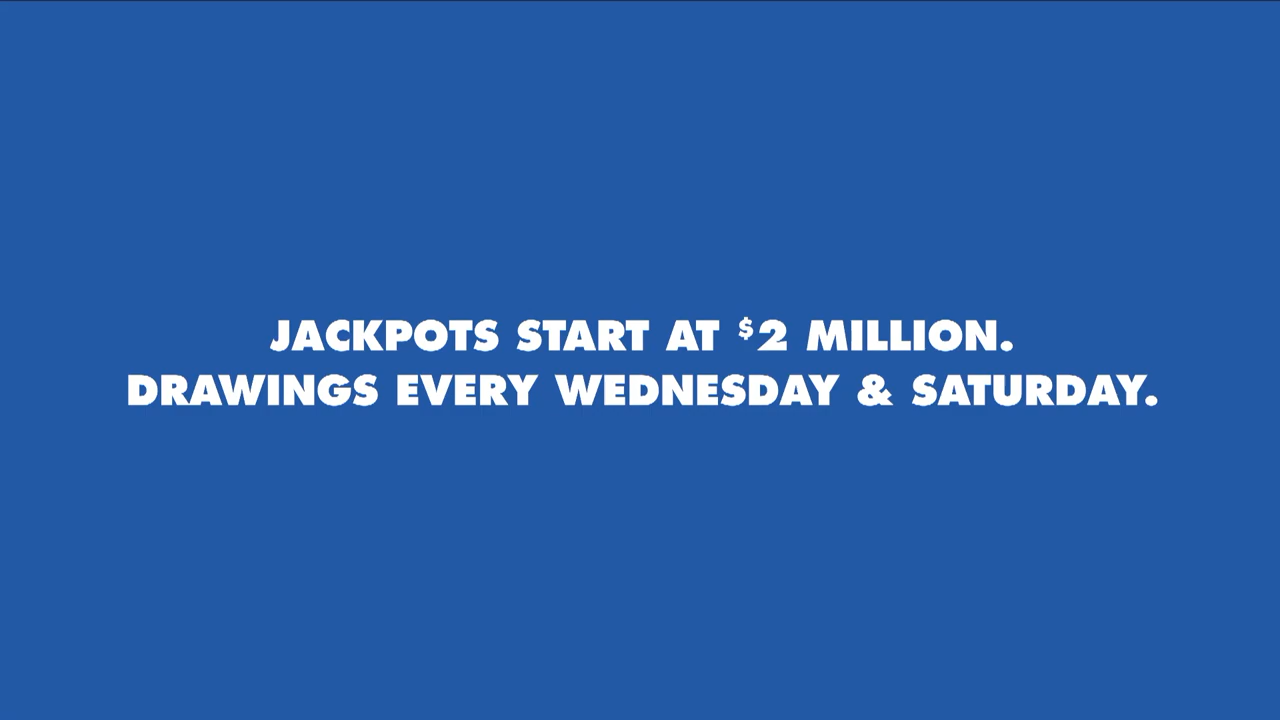 JACKPOTS START AT $2 MILLION.
DRAWINGS EVERY WEDNESDAY & SATURDAY.